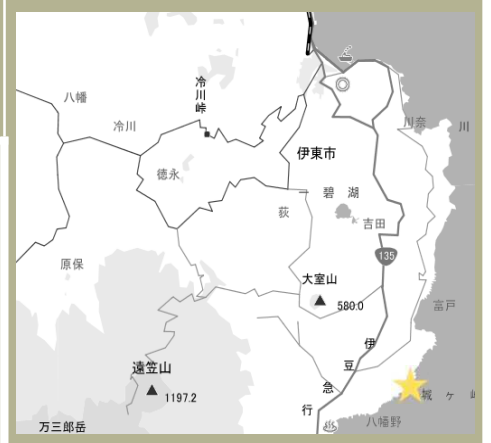 八幡
冷川峠
冷川
徳永
伊東市
川奈
川
碧湖
荻
吉田
135
原保
大室山
580.0
富戸
遠笠山
1197.2
伊豆急行
城ヶ
八幡野
万三郎岳